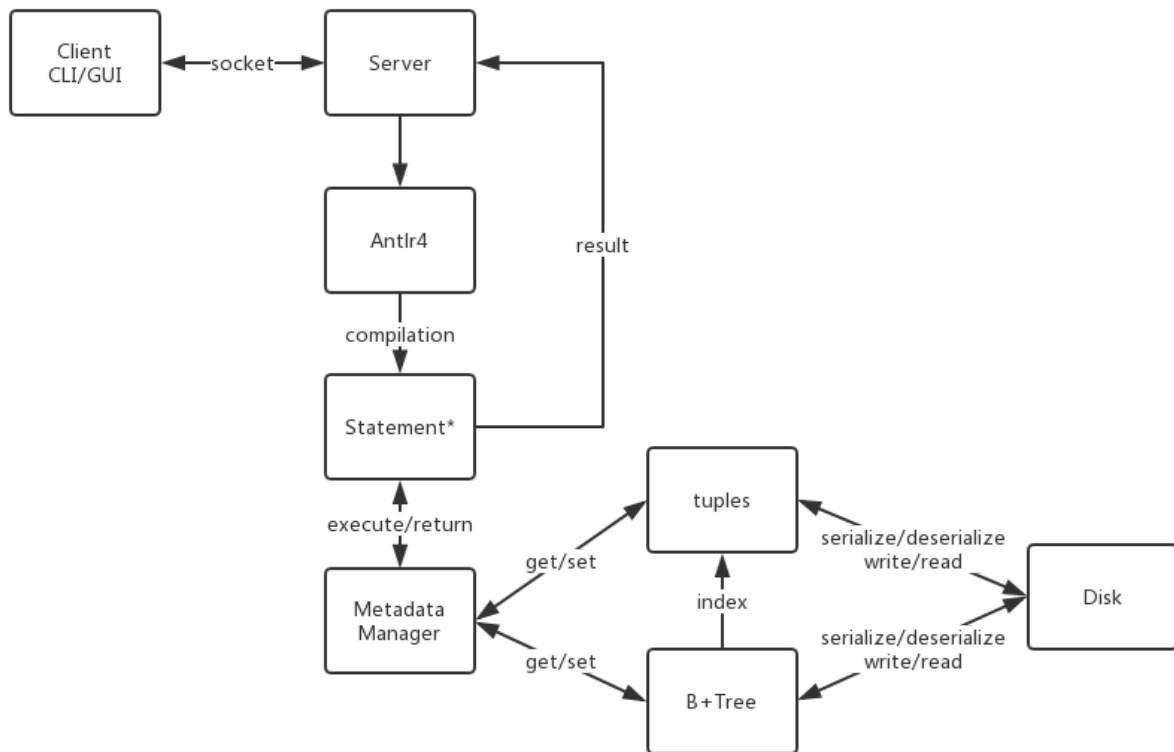 Client
CLI/GUI
socket
Server
Antlr4
result
compilation
Statement*
execute/return
tuples
get/set
serialize/deserialize
write/read
Metadata
Manager
index
Disk
get/set
serialize/deserialize
write/read
B+Tree